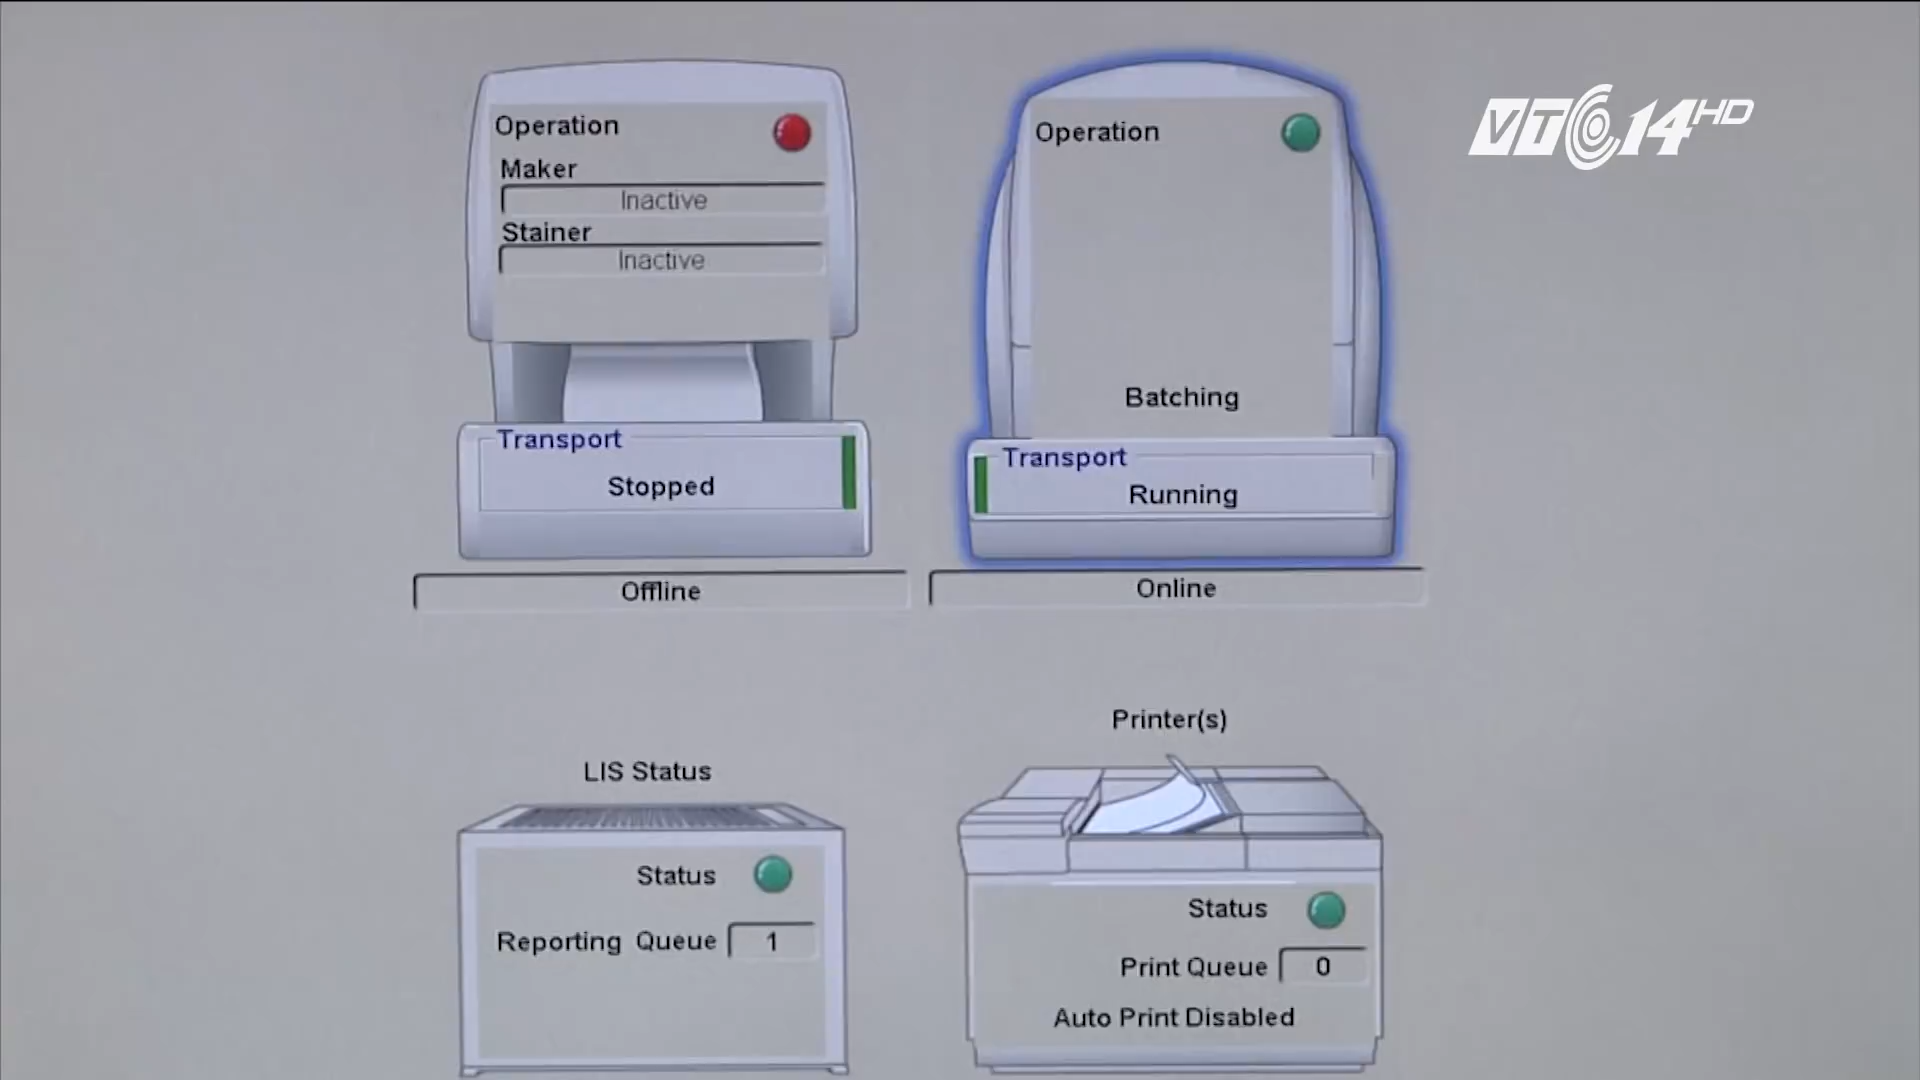 Operation
Maker
Inactive
Stainer
Inactive
Transport
Stopped
Offline
Operation
Batching
Transport
Running
Online
VTC14HD
LIS Status
Status
Reporting Queue 1
Printer(s)
Status
Print Queue 0
Auto Print Disabled